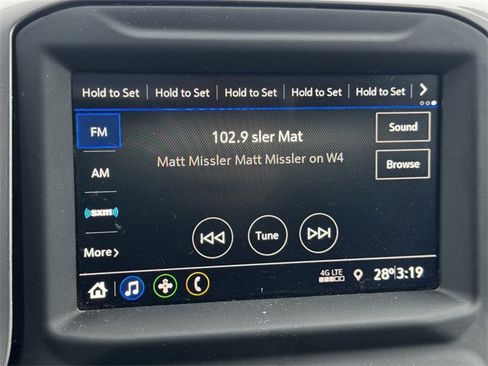 Hold to Set Hold to Set Hold to Set Hold to Set Hold to Set >
FM
102.9 sler Mat
Sound
Matt Missler Matt Missler on W4
Browse
AM
sxm
More >
Tune
4G LTE
28° 3:19